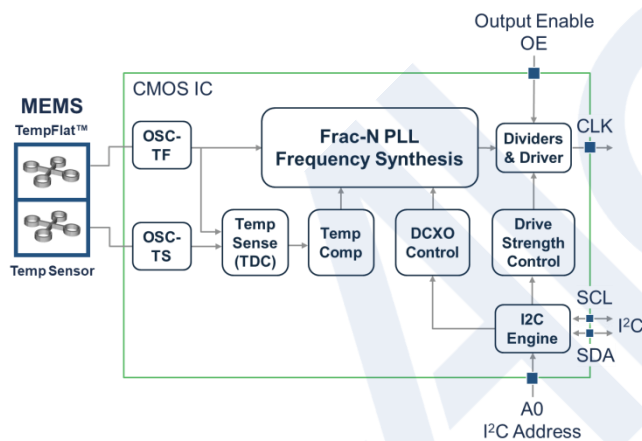 Output Enable
OE
CMOS IC
MEMS
TempFlat™
OSC-
TF
Frac-N PLL
Frequency Synthesis
Dividers
& Driver
CLK
OSC-
TS
Temp
Sense
(TDC)
Temp
Comp
DCXO
Control
Drive
Strength
Control
Temp Sensor
I2C
Engine
SCL
I²C
SDA
A0
I²C Address